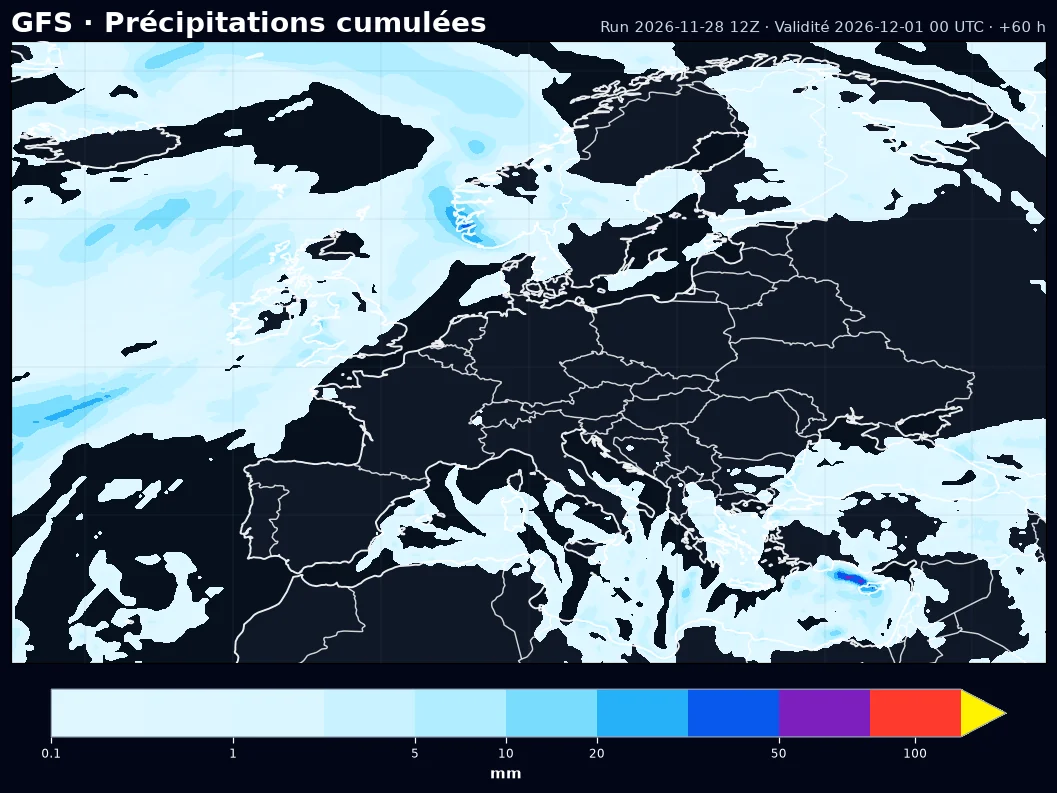 GFS · Précipitations cumulées
Run 2026-11-28 12Z · Validité 2026-12-01 00 UTC · +60 h
0.1 1 5 10 20 50 100
mm